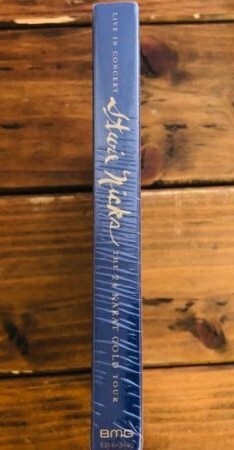 LIVE IN CONCERT
Stevie Nicks
THE 24 KARAT GOLD TOUR
BMG